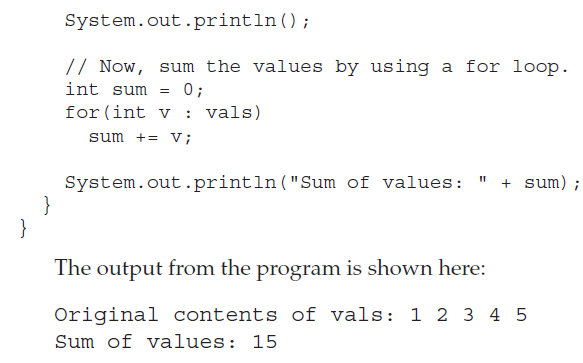 System.out.println();
// Now, sum the values by using a for loop.
int sum = 0;
for(int v : vals)
sum += v;
System.out.println("Sum of values: " + sum);
}
}
The output from the program is shown here:
Original contents of vals: 1 2 3 4 5
Sum of values: 15